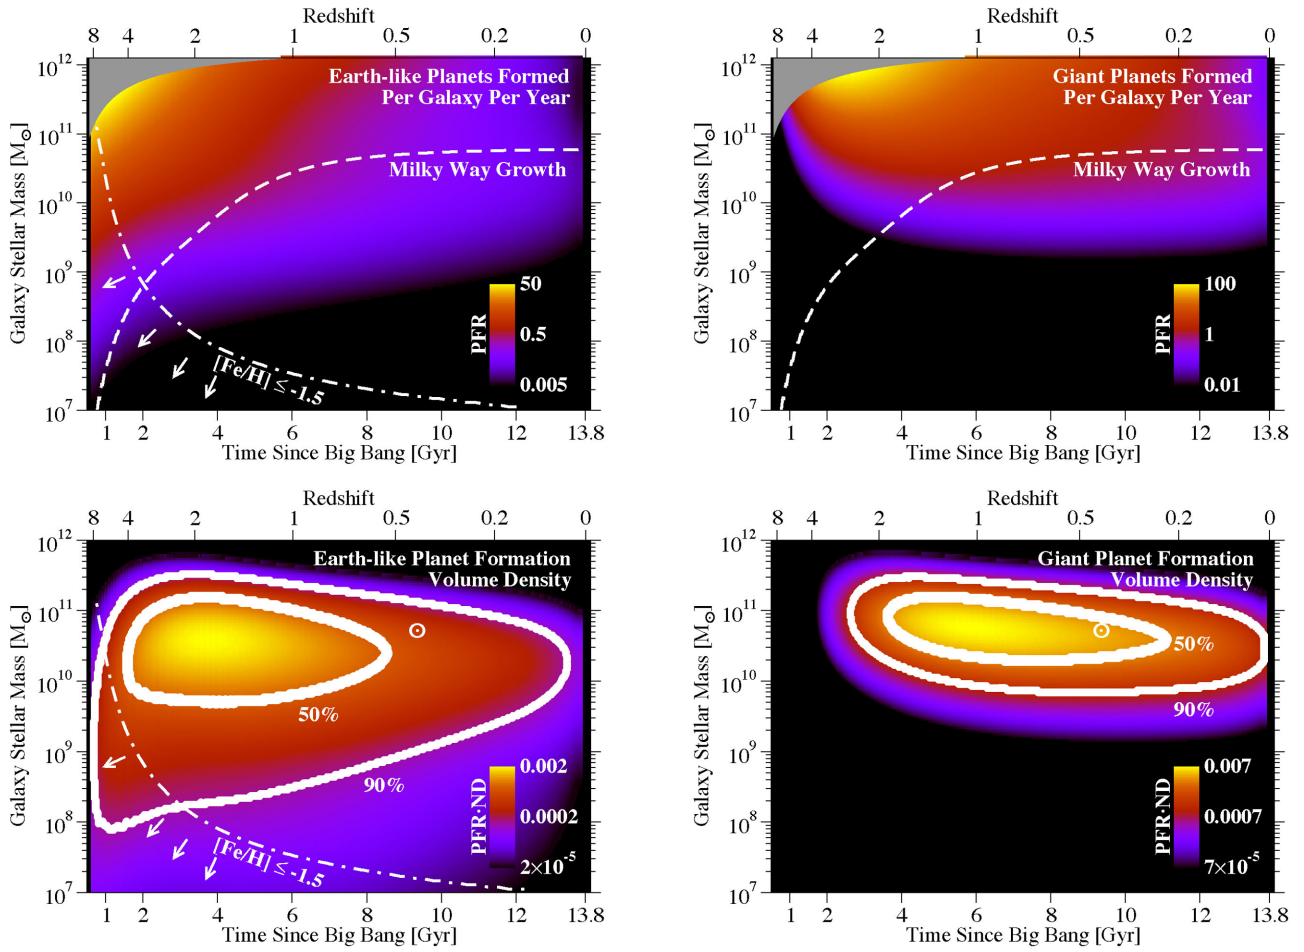 Redshift
8 4 2 1 0.5 0.2 0
Earth-like Planets Formed
Per Galaxy Per Year
Milky Way Growth
[Fe/H] ≤ -1.5
PFR
50
0.5
0.005
Galaxy Stellar Mass [M⊙]
10¹²
10¹¹
10¹⁰
10⁹
10⁸
10⁷
1 2 4 6 8 10 12 13.8
Time Since Big Bang [Gyr]
Redshift
8 4 2 1 0.5 0.2 0
Giant Planets Formed
Per Galaxy Per Year
Milky Way Growth
PFR
100
1
0.01
Galaxy Stellar Mass [M⊙]
10¹²
10¹¹
10¹⁰
10⁹
10⁸
10⁷
1 2 4 6 8 10 12 13.8
Time Since Big Bang [Gyr]
Redshift
8 4 2 1 0.5 0.2 0
Earth-like Planet Formation
Volume Density
⊙
50%
90%
[Fe/H] ≤ -1.5
PFR·ND
0.002
0.0002
2×10⁻⁵
Galaxy Stellar Mass [M⊙]
10¹²
10¹¹
10¹⁰
10⁹
10⁸
10⁷
1 2 4 6 8 10 12 13.8
Time Since Big Bang [Gyr]
Redshift
8 4 2 1 0.5 0.2 0
Giant Planet Formation
Volume Density
⊙
50%
90%
PFR·ND
0.007
0.0007
7×10⁻⁵
Galaxy Stellar Mass [M⊙]
10¹²
10¹¹
10¹⁰
10⁹
10⁸
10⁷
1 2 4 6 8 10 12 13.8
Time Since Big Bang [Gyr]